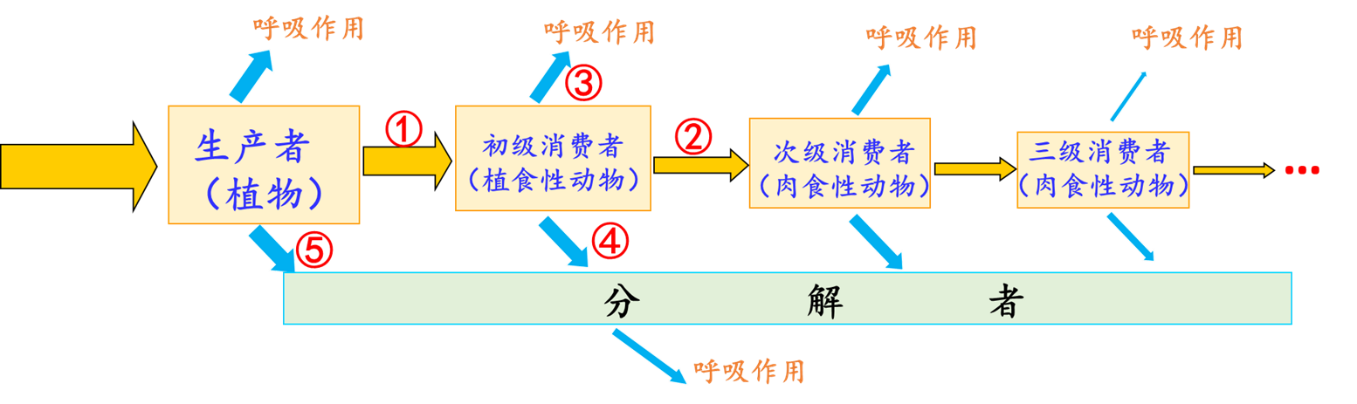 呼吸作用
呼吸作用
呼吸作用
呼吸作用
③
①
②
生产者
（植物）
初级消费者
（植食性动物）
次级消费者
（肉食性动物）
三级消费者
（肉食性动物）
•••
⑤
④
分解者
呼吸作用